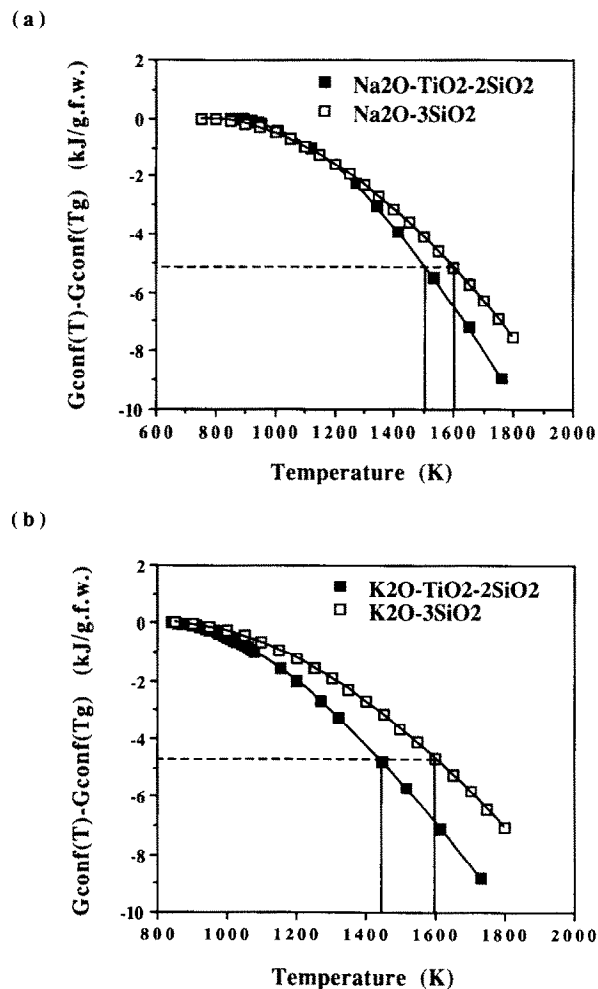 (a)
2
0
-2
-4
-6
-8
-10
Gconf(T)-Gconf(Tg) (kJ/g.f.w.)
Na2O-TiO2-2SiO2
Na2O-3SiO2
600 800 1000 1200 1400 1600 1800 2000
Temperature (K)
(b)
2
0
-2
-4
-6
-8
-10
Gconf(T)-Gconf(Tg) (kJ/g.f.w.)
K2O-TiO2-2SiO2
K2O-3SiO2
800 1000 1200 1400 1600 1800 2000
Temperature (K)